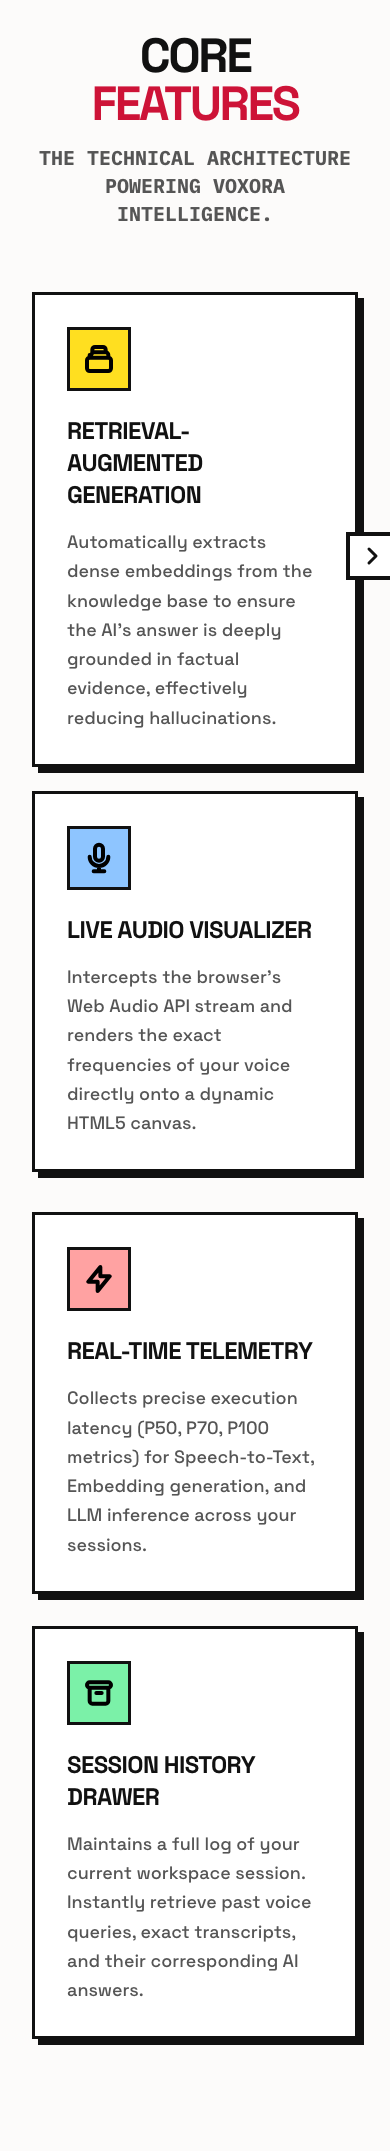 CORE
FEATURES
THE TECHNICAL ARCHITECTURE
POWERING VOXORA
INTELLIGENCE.
RETRIEVAL-
AUGMENTED
GENERATION
Automatically extracts
dense embeddings from the
knowledge base to ensure
the AI's answer is deeply
grounded in factual
evidence, effectively
reducing hallucinations.
LIVE AUDIO VISUALIZER
Intercepts the browser's
Web Audio API stream and
renders the exact
frequencies of your voice
directly onto a dynamic
HTML5 canvas.
REAL-TIME TELEMETRY
Collects precise execution
latency (P50, P70, P100
metrics) for Speech-to-Text,
Embedding generation, and
LLM inference across your
sessions.
SESSION HISTORY
DRAWER
Maintains a full log of your
current workspace session.
Instantly retrieve past voice
queries, exact transcripts,
and their corresponding AI
answers.